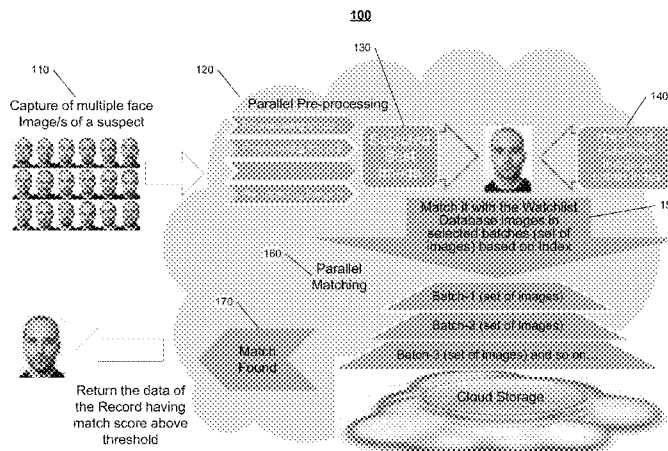 100
110
Capture of multiple face
Image/s of a suspect
120
Parallel Pre-processing
130
140
Match it with the Watchlist
Database images in
selected batches (set of
images) based on Index
160
Parallel
Matching
Batch-1 (set of images)
Batch-2 (set of images)
Batch-3 (set of images) and so on..
Cloud Storage
170
Match
Found
Return the data of
the Record having
match score above
threshold